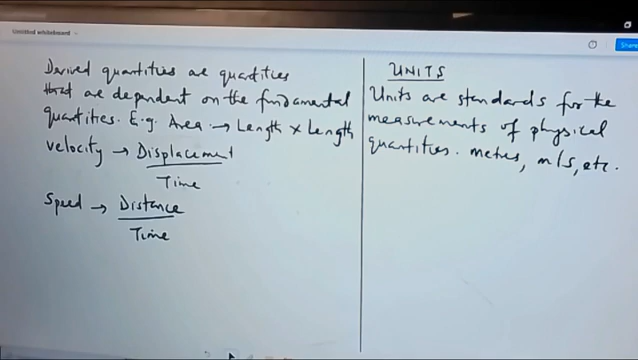 Untitled whiteboard
Share
Derived quantities are quantities
that are dependent on the fundamental
quantities. E.g. Area → Length × Length
velocity → Displacement
Time
Speed → Distance
Time
UNITS
Units are standards for the
measurements of physical
quantities. metres, m/s, etc.